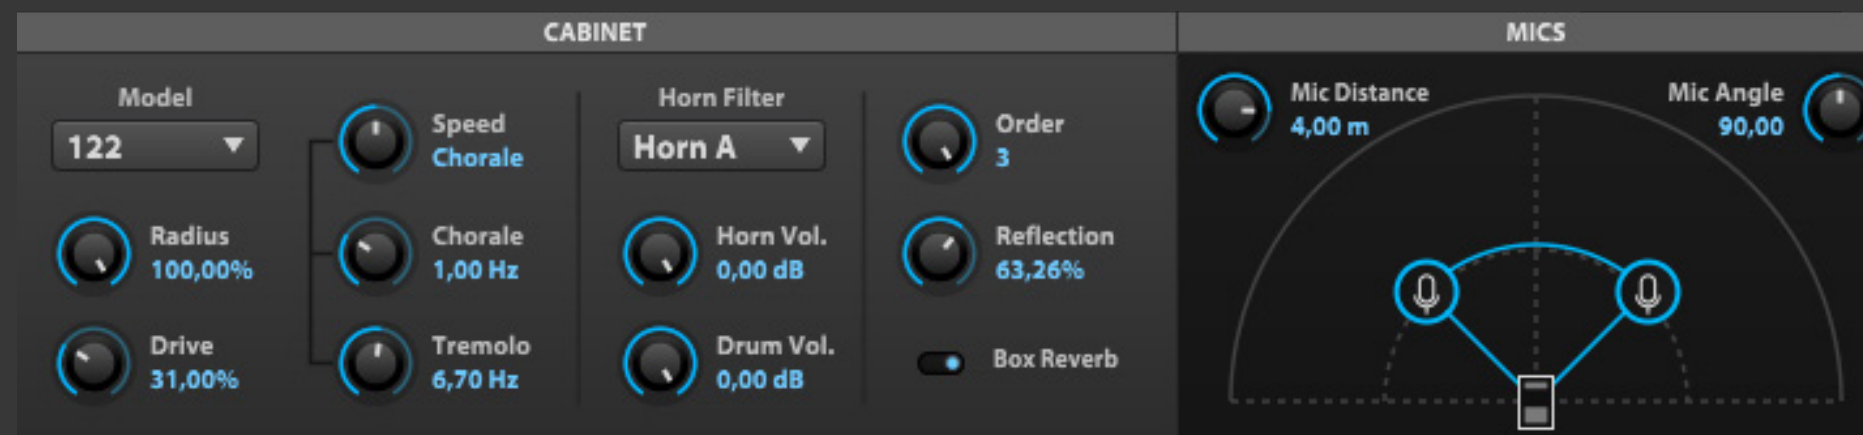 CABINET
MICS
Model
122
Radius
100,00%
Drive
31,00%
Speed
Chorale
Chorale
1,00 Hz
Tremolo
6,70 Hz
Horn Filter
Horn A
Horn Vol.
0,00 dB
Drum Vol.
0,00 dB
Order
3
Reflection
63,26%
Box Reverb
Mic Distance
4,00 m
Mic Angle
90,00